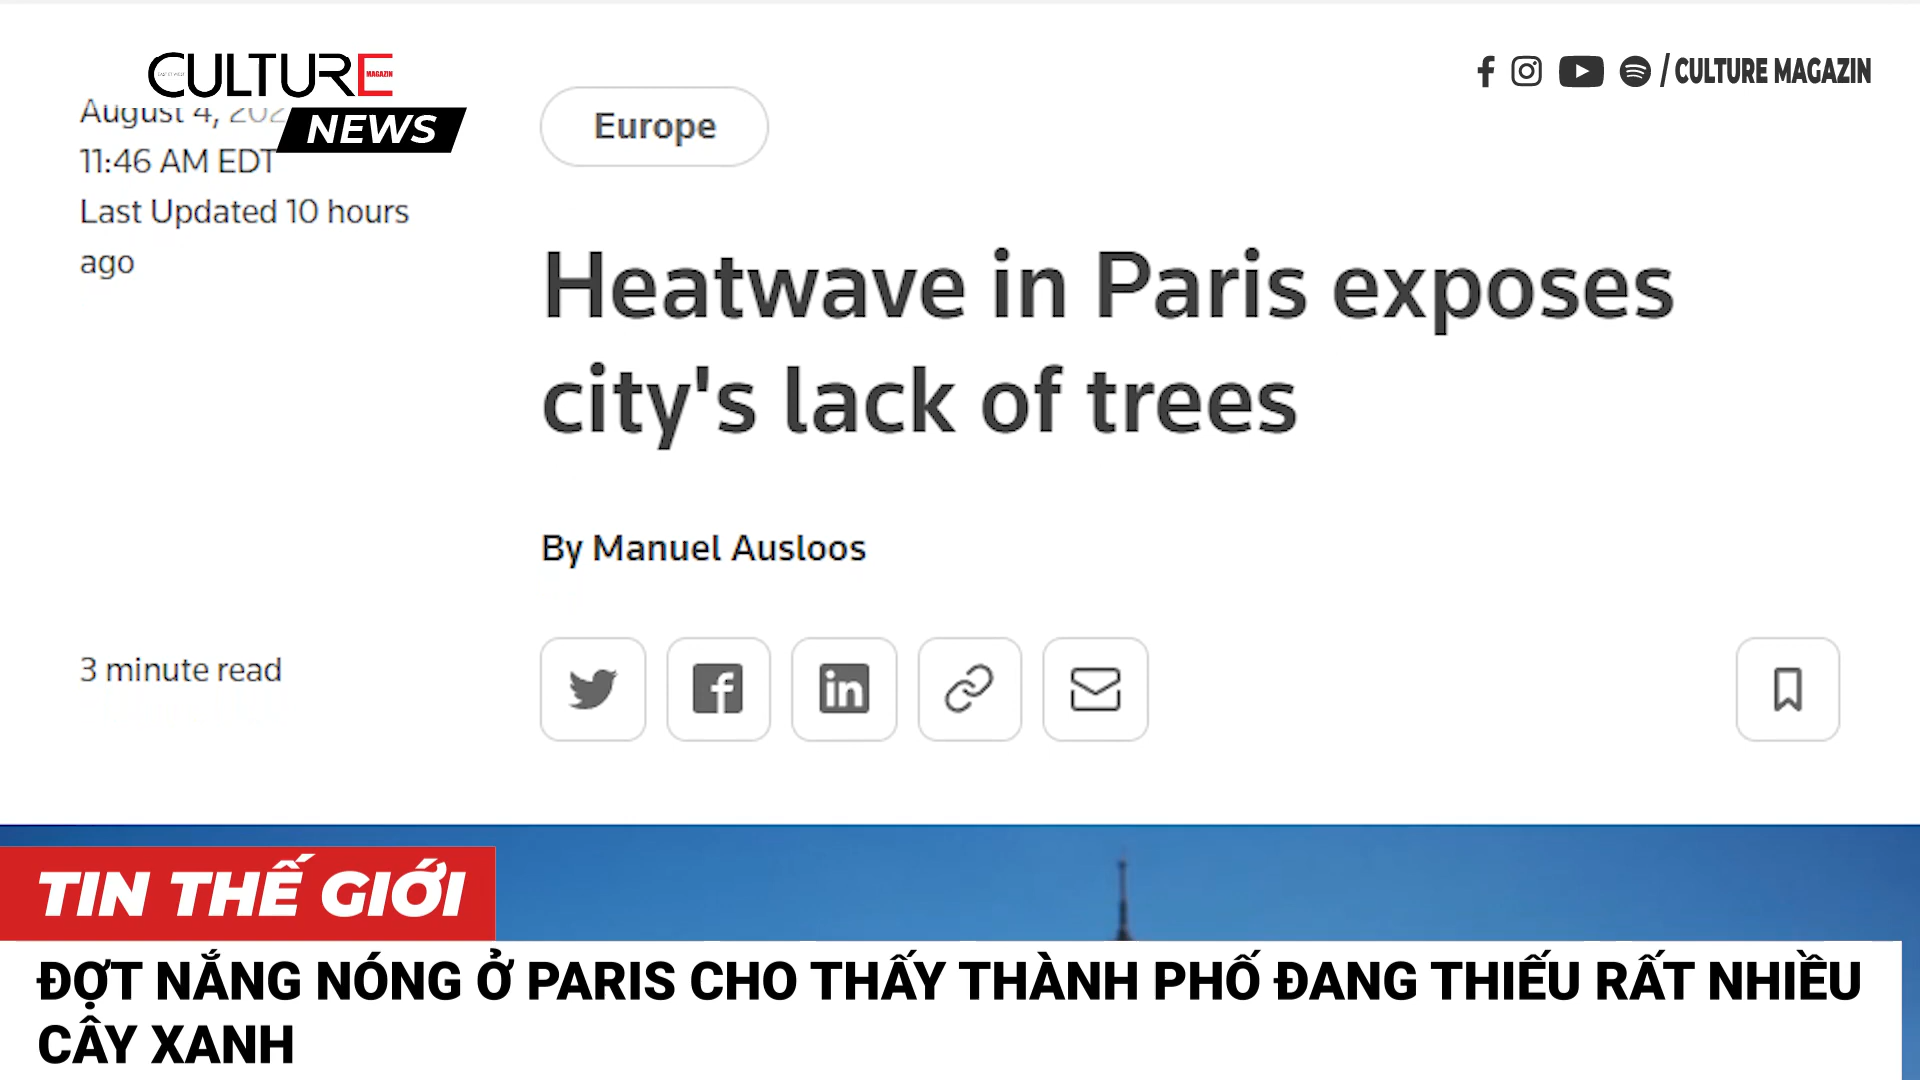 CULTURE
MAGAZIN
NEWS
/ CULTURE MAGAZIN
August 4,
11:46 AM EDT
Last Updated 10 hours
ago
Europe
Heatwave in Paris exposes
city's lack of trees
By Manuel Ausloos
3 minute read
TIN THẾ GIỚI
ĐỢT NẮNG NÓNG Ở PARIS CHO THẤY THÀNH PHỐ ĐANG THIẾU RẤT NHIỀU
CÂY XANH